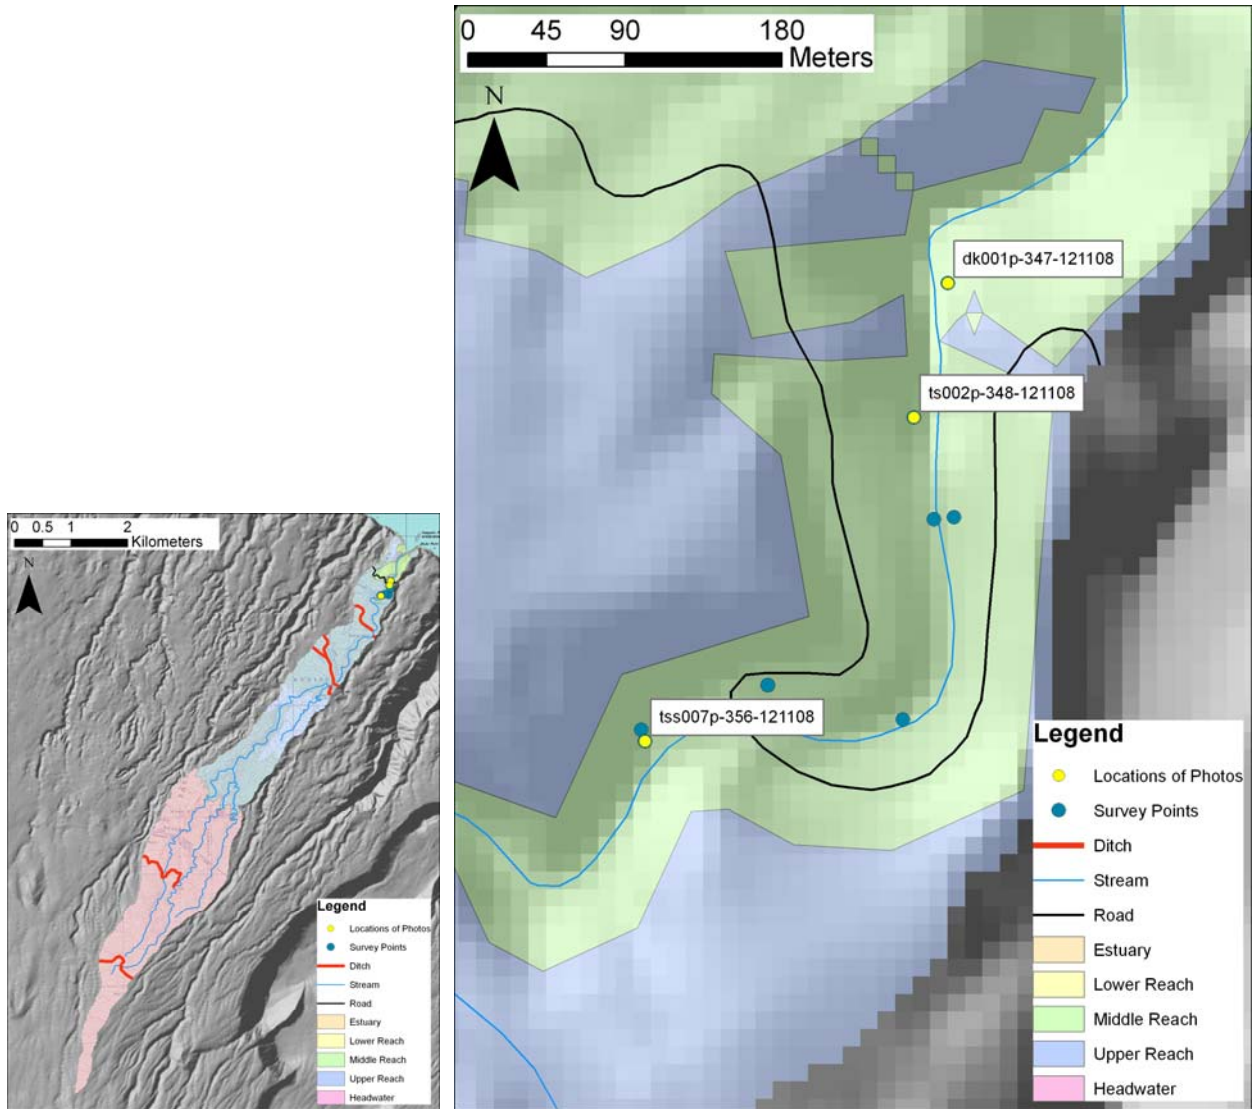 0 45 90 180
Meters
N
dk001p-347-121108
ts002p-348-121108
tss007p-356-121108
Legend
Locations of Photos
Survey Points
Ditch
Stream
Road
Estuary
Lower Reach
Middle Reach
Upper Reach
Headwater
0 0.5 1 2
Kilometers
N
Legend
Locations of Photos
Survey Points
Ditch
Stream
Road
Estuary
Lower Reach
Middle Reach
Upper Reach
Headwater